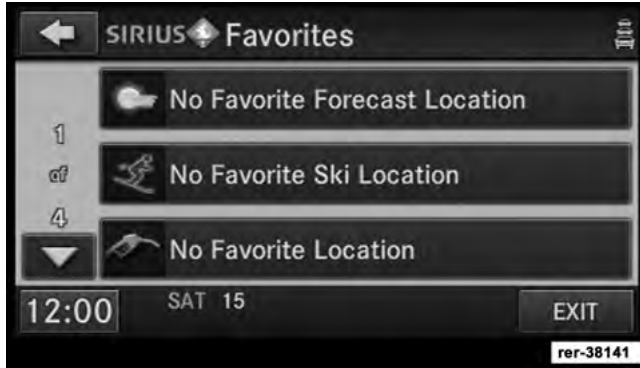 SIRIUS Favorites
No Favorite Forecast Location
1
of
4
No Favorite Ski Location
No Favorite Location
12:00 SAT 15 EXIT
rer-38141